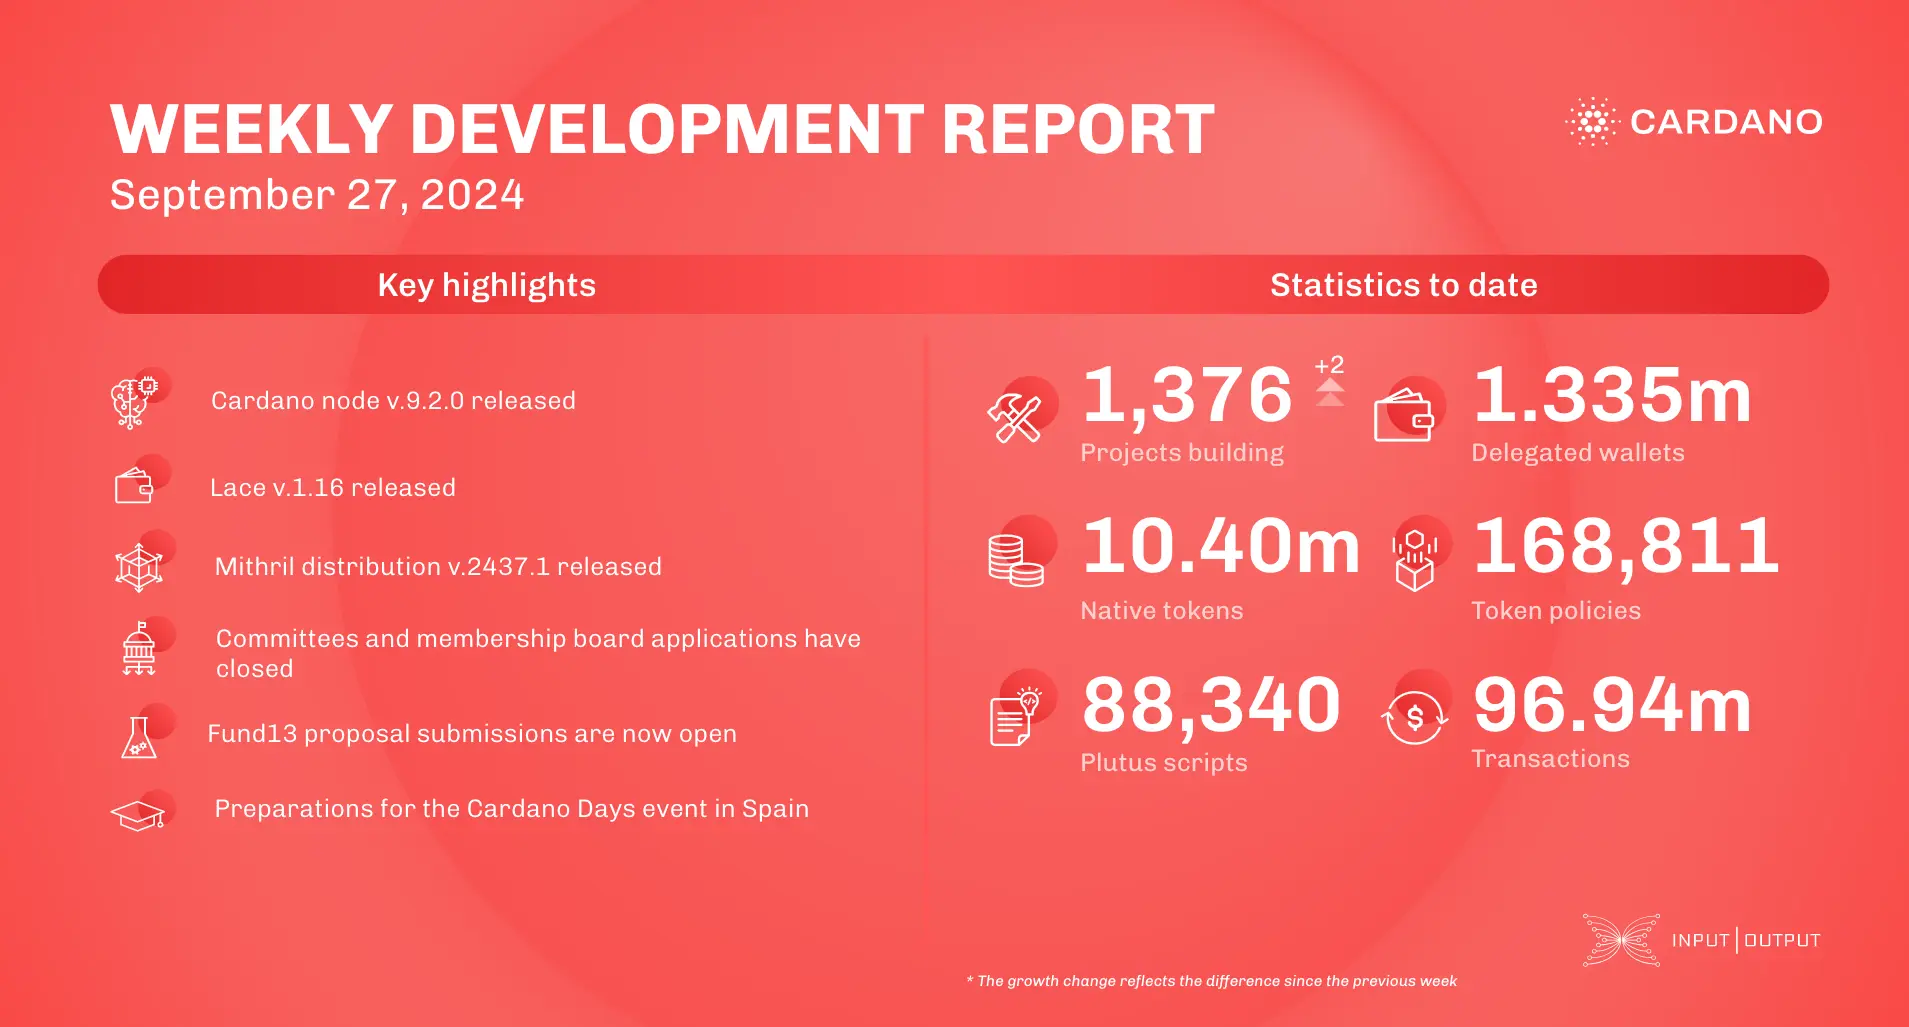 WEEKLY DEVELOPMENT REPORT
September 27, 2024
CARDANO
Key highlights
Cardano node v.9.2.0 released
Lace v.1.16 released
Mithril distribution v.2437.1 released
Committees and membership board applications have
closed
Fund13 proposal submissions are now open
Preparations for the Cardano Days event in Spain
Statistics to date
1,376
+2
Projects building
1.335m
Delegated wallets
10.40m
Native tokens
168,811
Token policies
88,340
Plutus scripts
$
96.94m
Transactions
INPUT | OUTPUT
* The growth change reflects the difference since the previous week